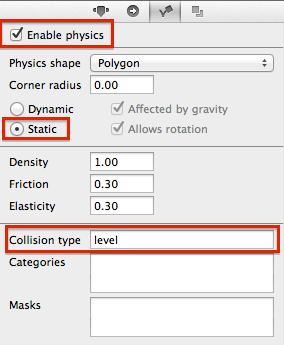 Enable physics
Physics shape Polygon
Corner radius 0.00
Dynamic Affected by gravity
Static Allows rotation
Density 1.00
Friction 0.30
Elasticity 0.30
Collision type level
Categories
Masks